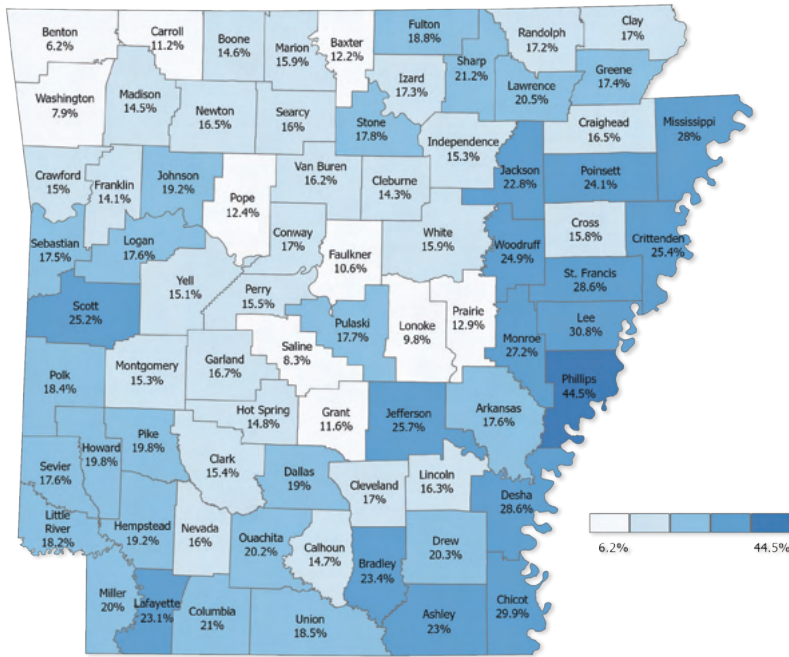 Benton
6.2%
Carroll
11.2%
Boone
14.6%
Marion
15.9%
Baxter
12.2%
Fulton
18.8%
Randolph
17.2%
Clay
17%
Sharp
21.2%
Izard
17.3%
Greene
17.4%
Lawrence
20.5%
Washington
7.9%
Madison
14.5%
Newton
16.5%
Searcy
16%
Stone
17.8%
Independence
15.3%
Craighead
16.5%
Mississippi
28%
Jackson
22.8%
Poinsett
24.1%
Crawford
15%
Franklin
14.1%
Johnson
19.2%
Pope
12.4%
Van Buren
16.2%
Cleburne
14.3%
White
15.9%
Woodruff
24.9%
Cross
15.8%
Crittenden
25.4%
Sebastian
17.5%
Logan
17.6%
Conway
17%
Faulkner
10.6%
St. Francis
28.6%
Scott
25.2%
Yell
15.1%
Perry
15.5%
Pulaski
17.7%
Lonoke
9.8%
Prairie
12.9%
Monroe
27.2%
Lee
30.8%
Saline
8.3%
Polk
18.4%
Montgomery
15.3%
Garland
16.7%
Phillips
44.5%
Hot Spring
14.8%
Grant
11.6%
Jefferson
25.7%
Arkansas
17.6%
Sevier
17.6%
Howard
19.8%
Pike
19.8%
Clark
15.4%
Dallas
19%
Cleveland
17%
Lincoln
16.3%
Desha
28.6%
Little
River
18.2%
Hempstead
19.2%
Nevada
16%
Ouachita
20.2%
Calhoun
14.7%
Bradley
23.4%
Drew
20.3%
Miller
20%
Lafayette
23.1%
Columbia
21%
Union
18.5%
Ashley
23%
Chicot
29.9%
6.2% 44.5%